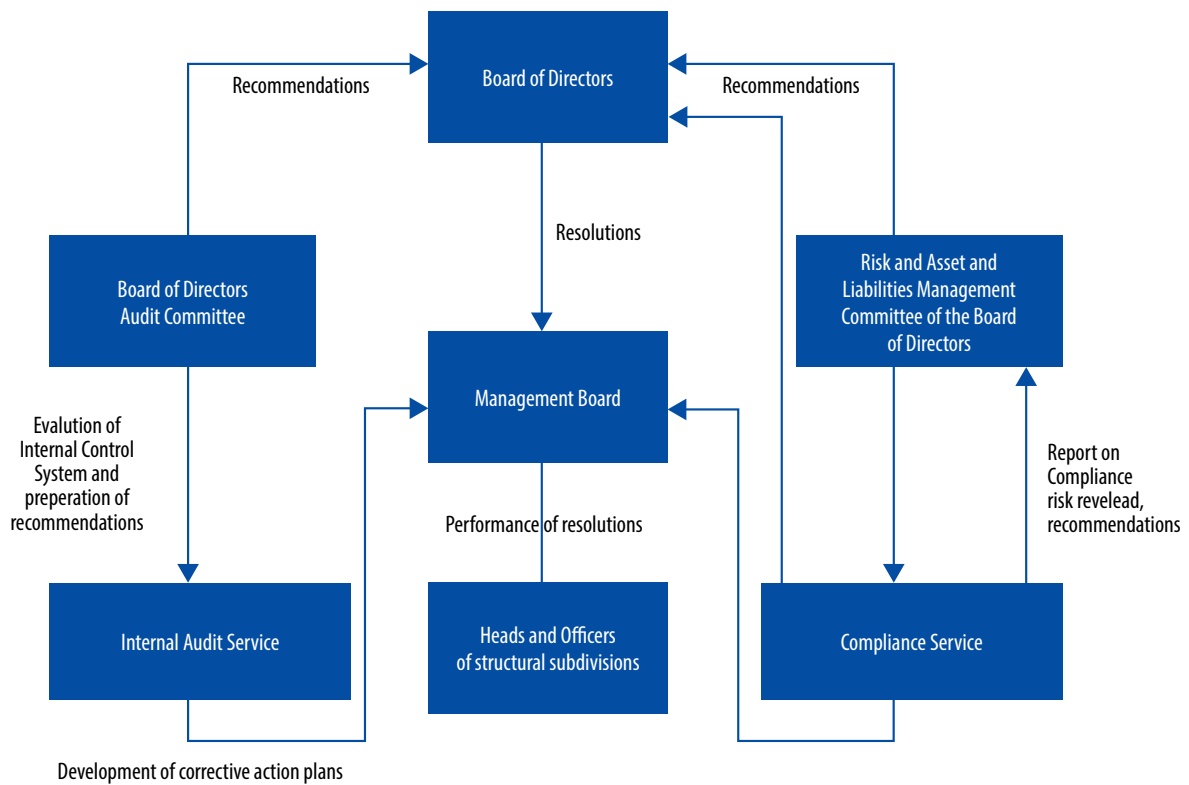 Board of Directors
Recommendations
Recommendations
Resolutions
Board of Directors
Audit Committee
Risk and Asset and
Liabilities Management
Committee of the Board
of Directors
Management Board
Evalution of
Internal Control
System and
preperation of
recommendations
Report on
Compliance
risk revelead,
recommendations
Performance of resolutions
Internal Audit Service
Heads and Officers
of structural subdivisions
Compliance Service
Development of corrective action plans